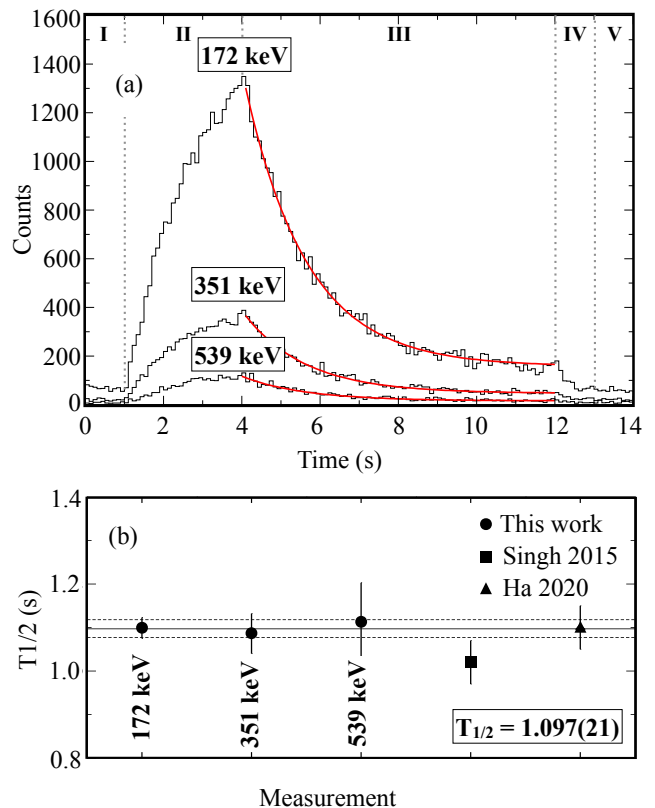 I II III IV V
172 keV
(a)
351 keV
539 keV
Counts
1600
1400
1200
1000
800
600
400
200
0
0 2 4 6 8 10 12 14
Time (s)
(b)
This work
Singh 2015
Ha 2020
T1/2 (s)
1.4
1.2
1.0
0.8
172 keV
351 keV
539 keV
T1/2 = 1.097(21)
Measurement